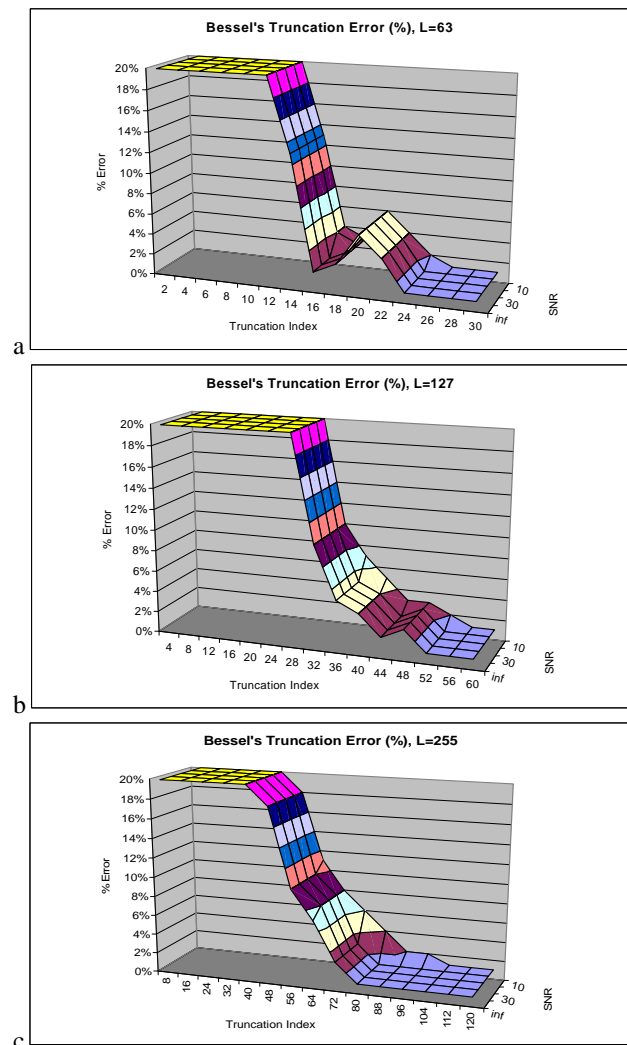 Bessel's Truncation Error (%), L=63
20%
18%
16%
14%
12%
10%
8%
6%
4%
2%
0%
% Error
2 4 6 8 10 12 14 16 18 20 22 24 26 28 30
Truncation Index
10
30
inf
SNR
a
Bessel's Truncation Error (%), L=127
20%
18%
16%
14%
12%
10%
8%
6%
4%
2%
0%
% Error
4 8 12 16 20 24 28 32 36 40 44 48 52 56 60
Truncation Index
10
30
inf
SNR
b
Bessel's Truncation Error (%), L=255
20%
18%
16%
14%
12%
10%
8%
6%
4%
2%
0%
% Error
8 16 24 32 40 48 56 64 72 80 88 96 104 112 120
Truncation Index
10
30
inf
SNR
c